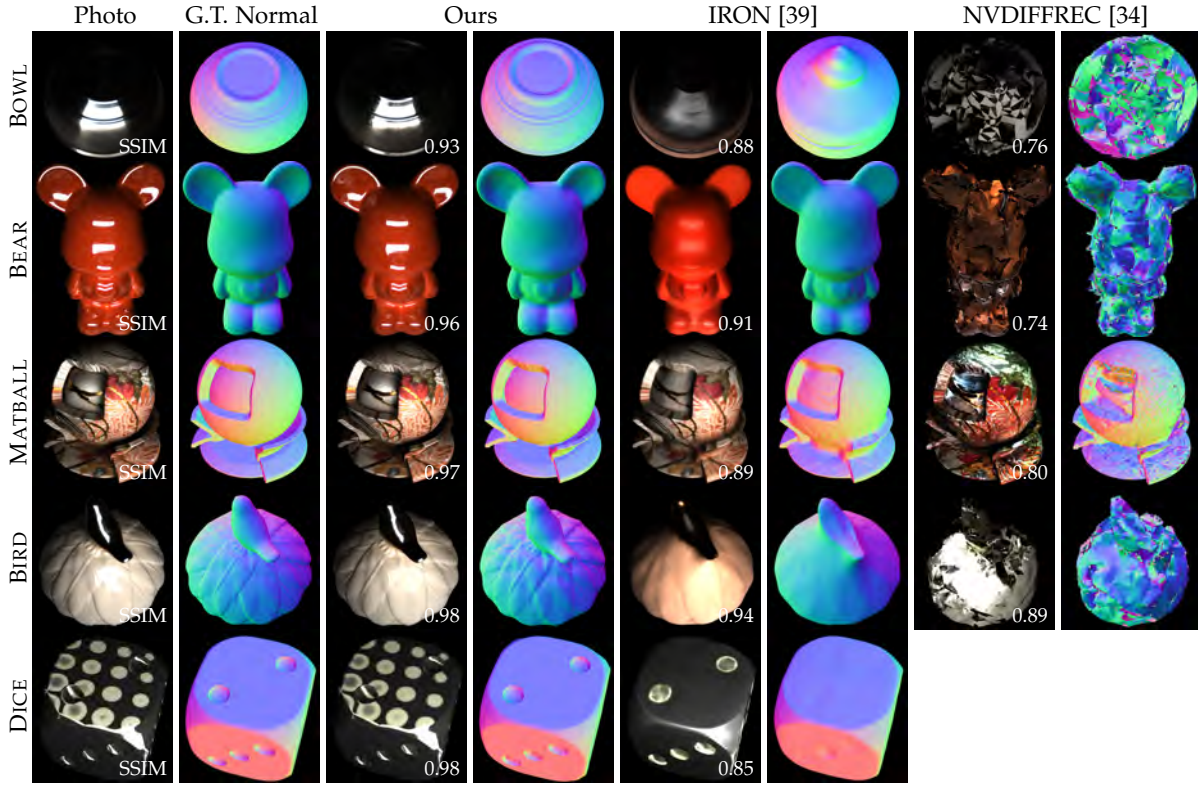 Photo G.T. Normal Ours IRON [39] NVDIFFREC [34]
BOWL SSIM 0.93 0.88 0.76
BEAR SSIM 0.96 0.91 0.74
MATBALL SSIM 0.97 0.89 0.80
BIRD SSIM 0.98 0.94 0.89
DICE SSIM 0.98 0.85